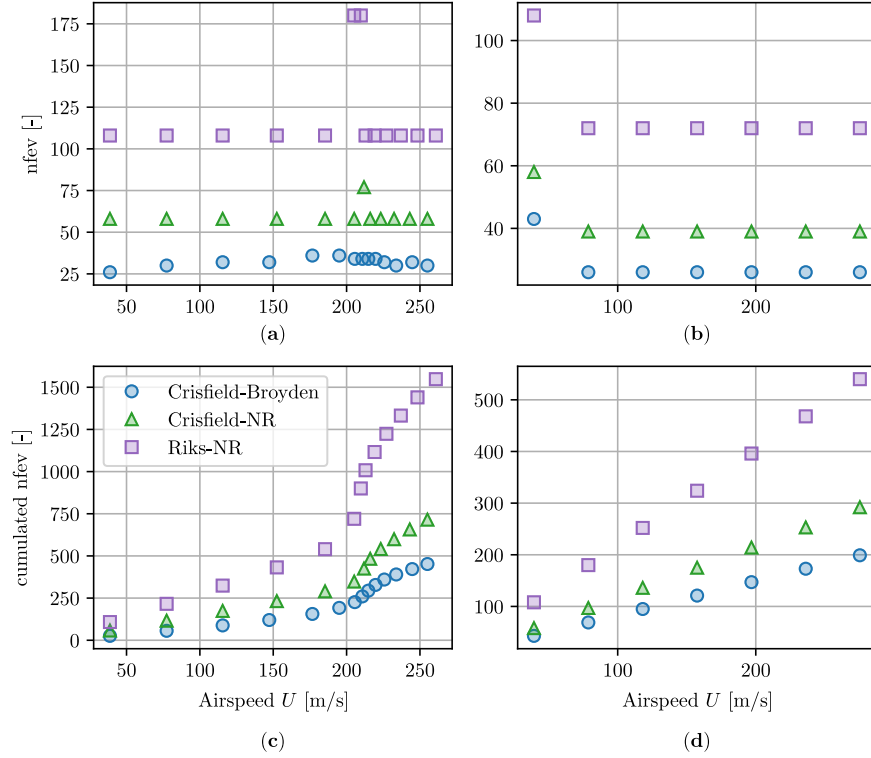 175
150
125
100
75
50
25
nfev [-]
50 100 150 200 250
(a)
100
80
60
40
100 200
(b)
1500
1250
1000
750
500
250
0
cumulated nfev [-]
Crisfield-Broyden
Crisfield-NR
Riks-NR
50 100 150 200 250
Airspeed U [m/s]
(c)
500
400
300
200
100
100 200
Airspeed U [m/s]
(d)